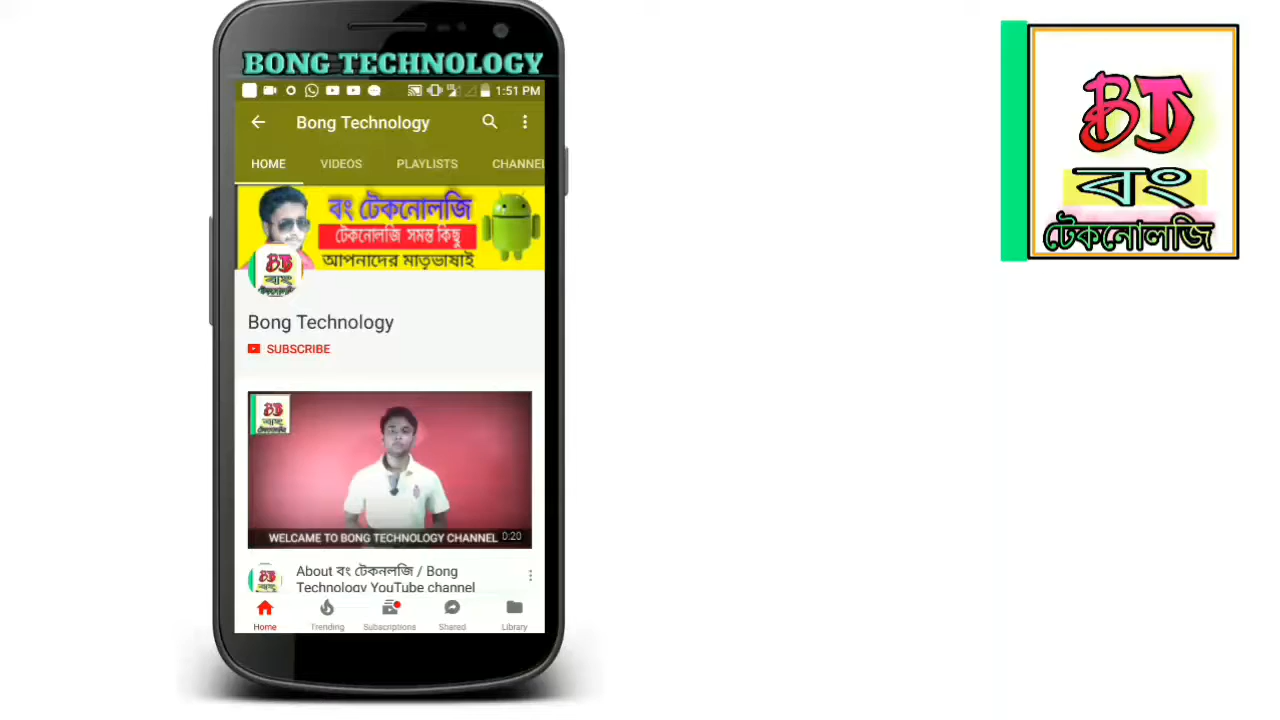 BONG TECHNOLOGY
1:51 PM
Bong Technology
HOME VIDEOS PLAYLISTS CHANNEL
বং টেকনোলজি
টেকনোলজি সমস্ত কিছু
আপনাদের মাতৃভাষাই
BT
বং
টেকনোলজি
Bong Technology
SUBSCRIBE
WELCAME TO BONG TECHNOLOGY CHANNEL 0:20
About বং টেকনলজি / Bong
Technology YouTube channel
Home Trending Subscriptions Shared Library
BT
বং
টেকনোলজি